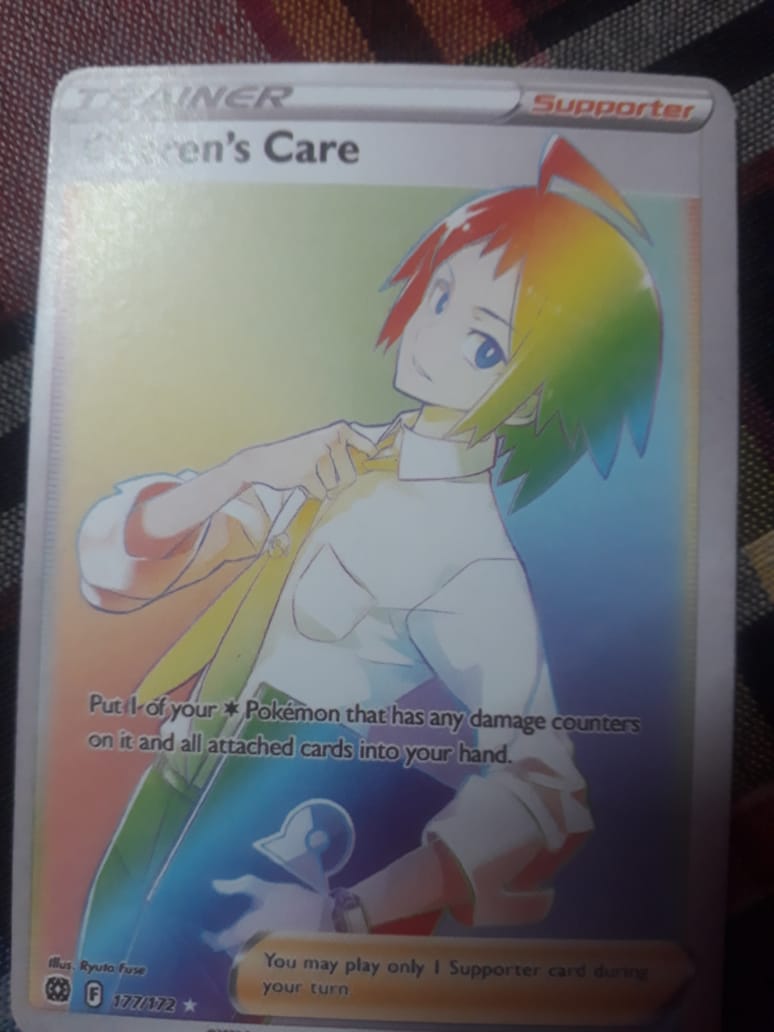 TRAINER
Supporter
Cheren's Care
Put 1 of your Pokémon that has any damage counters
on it and all attached cards into your hand.
Illus. Ryuta Fuse
F 177/172
You may play only 1 Supporter card during
your turn.